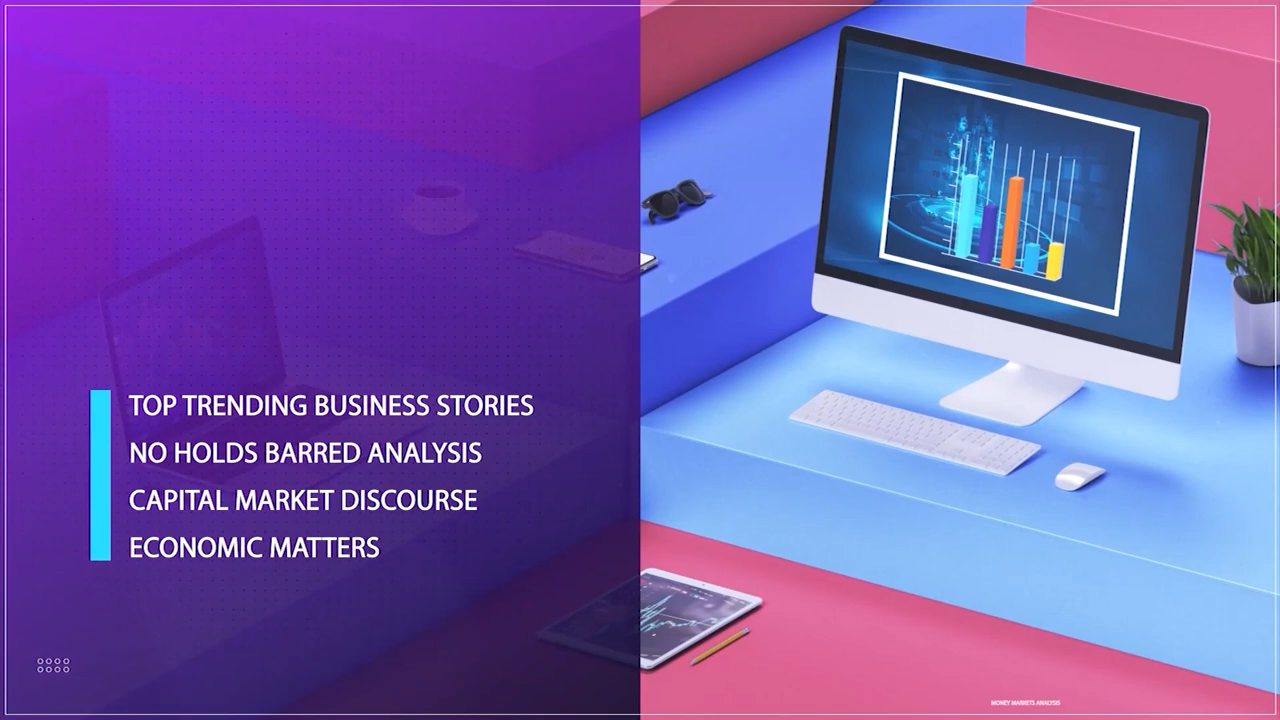 TOP TRENDING BUSINESS STORIES
NO HOLDS BARRED ANALYSIS
CAPITAL MARKET DISCOURSE
ECONOMIC MATTERS
MONEY MARKETS ANALYSIS